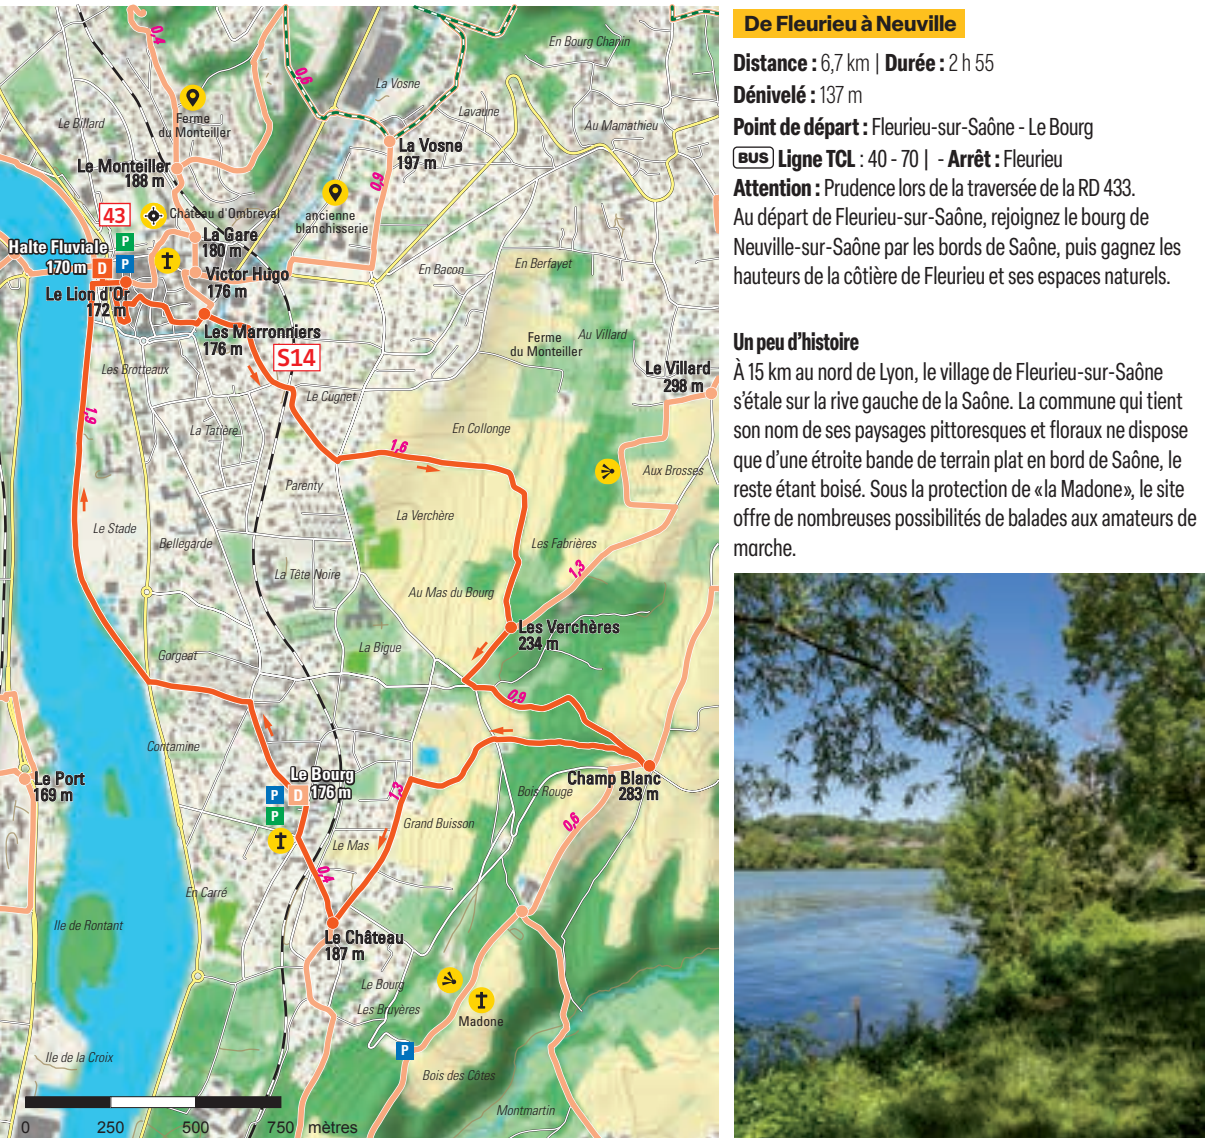 De Fleurieu à Neuville
Distance : 6,7 km | Durée : 2 h 55
Dénivelé : 137 m
Point de départ : Fleurieu-sur-Saône - Le Bourg
BUS Ligne TCL : 40 - 70 | - Arrêt : Fleurieu
Attention : Prudence lors de la traversée de la RD 433.
Au départ de Fleurieu-sur-Saône, rejoignez le bourg de
Neuville-sur-Saône par les bords de Saône, puis gagnez les
hauteurs de la côtière de Fleurieu et ses espaces naturels.
Un peu d'histoire
À 15 km au nord de Lyon, le village de Fleurieu-sur-Saône
s'étale sur la rive gauche de la Saône. La commune qui tient
son nom de ses paysages pittoresques et floraux ne dispose
que d'une étroite bande de terrain plat en bord de Saône, le
reste étant boisé. Sous la protection de «la Madone», le site
offre de nombreuses possibilités de balades aux amateurs de
marche.
0,4
0,6
En Bourg Chanin
La Vosne
Lavaune
Au Mamathieu
Le Billard
Ferme
du Monteiller
La Vosne
197 m
Le Monteiller
188 m
0,9
43
Château d'Ombreval
ancienne
blanchisserie
P
La Gare
180 m
Halte Fluviale
170 m
D
P
Victor Hugo
176 m
En Bacon
En Berfayet
Le Lion d'Or
172 m
Les Marronniers
176 m
S14
Ferme
du Monteiller
Au Villard
Le Villard
298 m
Les Brotteaux
Le Cugnet
1,9
La Tatière
1,6
En Collonge
Aux Brosses
Parenty
La Verchère
Le Stade
Bellegarde
Les Fabrières
1,3
La Tête Noire
Au Mas du Bourg
Les Verchères
234 m
Gorgeat
La Bigue
0,9
Contamine
Le Port
169 m
Le Bourg
176 m
P
D
P
1,3
Champ Blanc
283 m
Bois Rouge
Grand Buisson
0,6
Le Mas
0,4
En Carré
Ile de Rontant
Le Château
187 m
Le Bourg
Les Bruyères
Madone
P
Ile de la Croix
Bois des Côtes
Montmartin
0 250 500 750 mètres